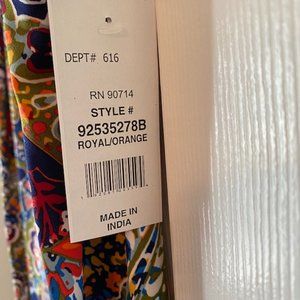 DEPT# 616
RN 90714
STYLE #
92535278B
ROYAL/ORANGE
MADE IN
INDIA